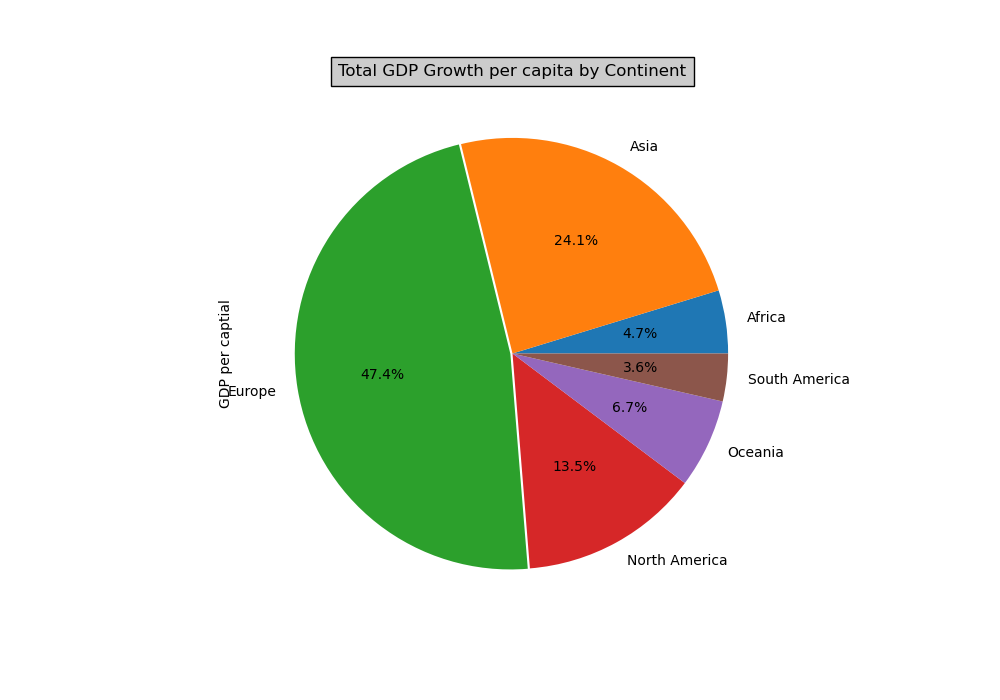 Total GDP Growth per capita by Continent
Asia
24.1%
Africa
4.7%
3.6%
South America
GDP per captial
Europe
47.4%
6.7%
Oceania
13.5%
North America